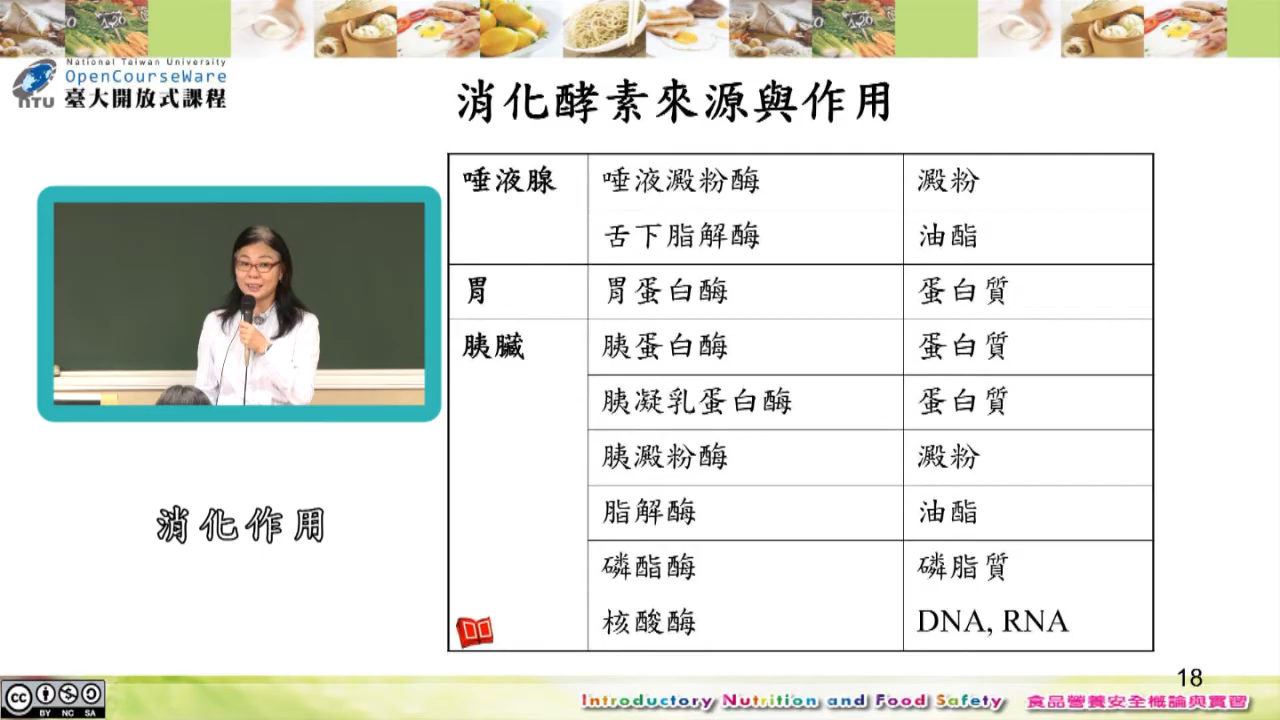 National Taiwan University
OpenCourseWare
NTU 臺大開放式課程
消化酵素來源與作用
唾液腺 唾液澱粉酶 澱粉
舌下脂解酶 油酯
胃 胃蛋白酶 蛋白質
胰臟 胰蛋白酶 蛋白質
胰凝乳蛋白酶 蛋白質
胰澱粉酶 澱粉
脂解酶 油酯
磷酯酶 磷脂質
核酸酶 DNA, RNA
消化作用
18
cc BY NC SA
Introductory Nutrition and Food Safety 食品營養安全概論與實習